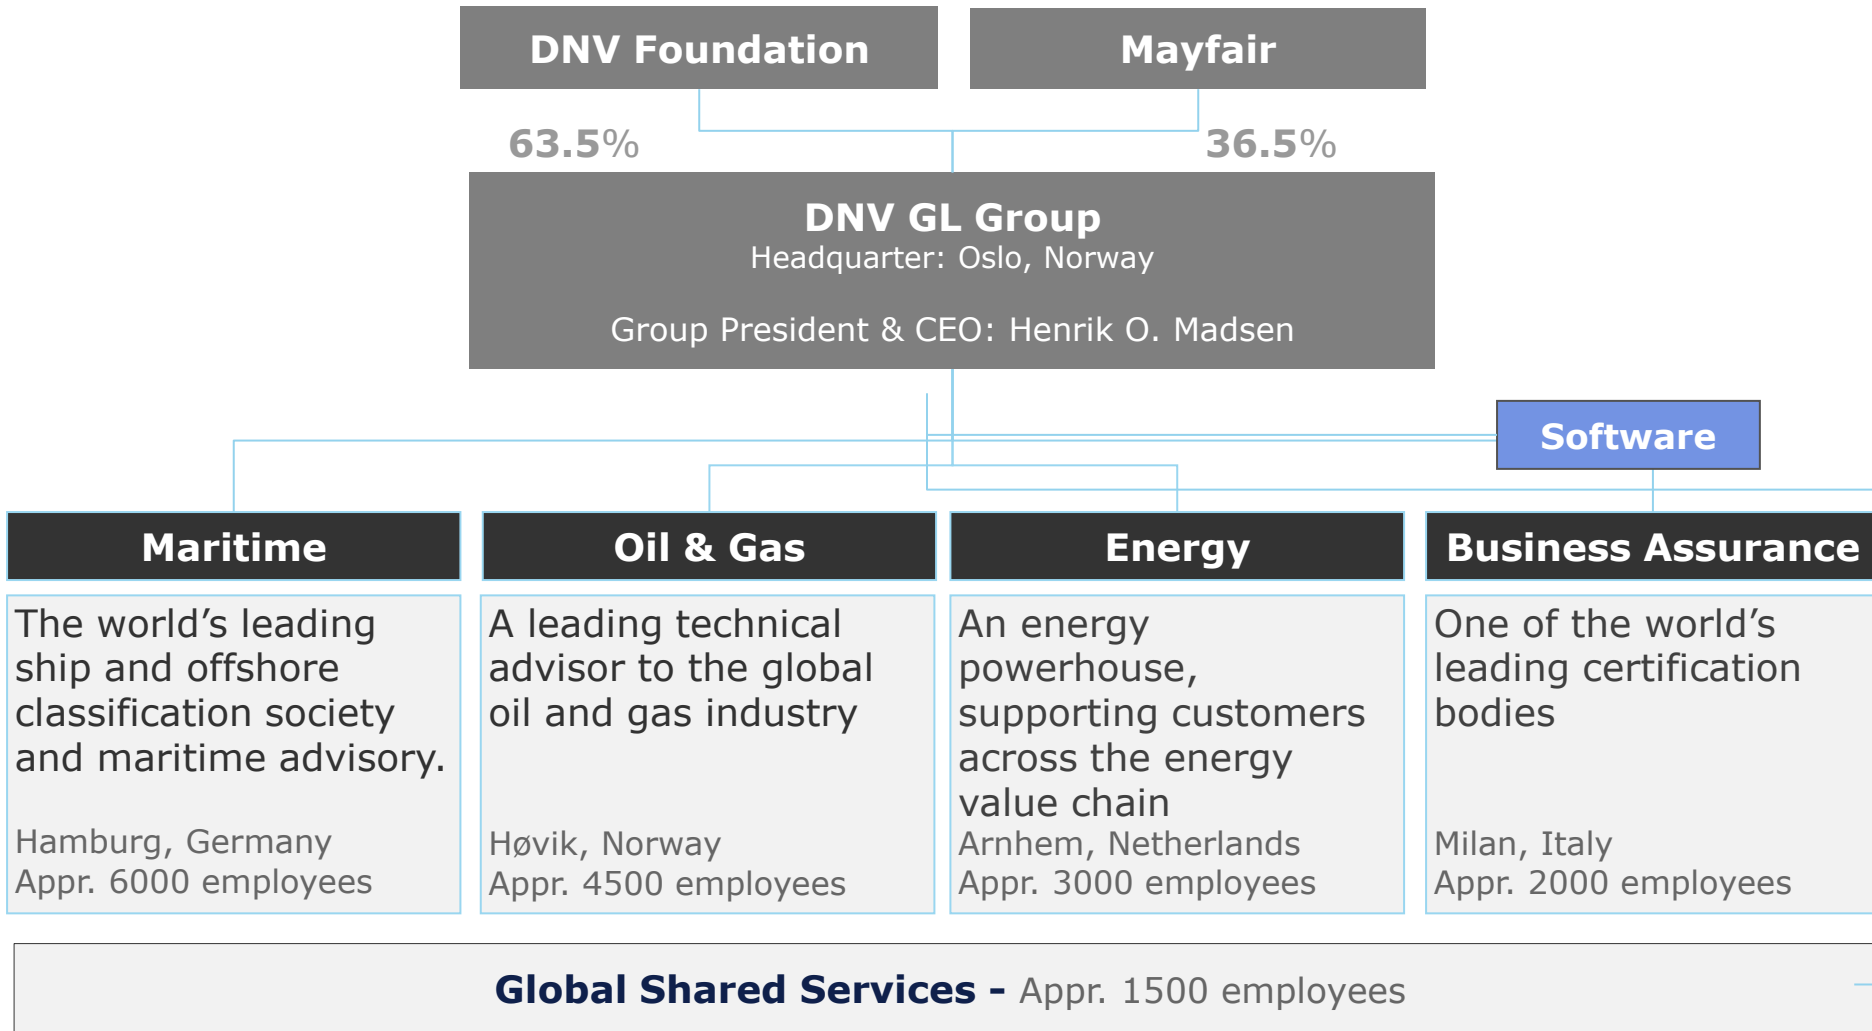 DNV Foundation
Mayfair
63.5%
36.5%
DNV GL Group
Headquarter: Oslo, Norway
Group President & CEO: Henrik O. Madsen
Software
Maritime
Oil & Gas
Energy
Business Assurance
The world’s leading
ship and offshore
classification society
and maritime advisory.
Hamburg, Germany
Appr. 6000 employees
A leading technical
advisor to the global
oil and gas industry
Høvik, Norway
Appr. 4500 employees
An energy
powerhouse,
supporting customers
across the energy
value chain
Arnhem, Netherlands
Appr. 3000 employees
One of the world’s
leading certification
bodies
Milan, Italy
Appr. 2000 employees
Global Shared Services - Appr. 1500 employees